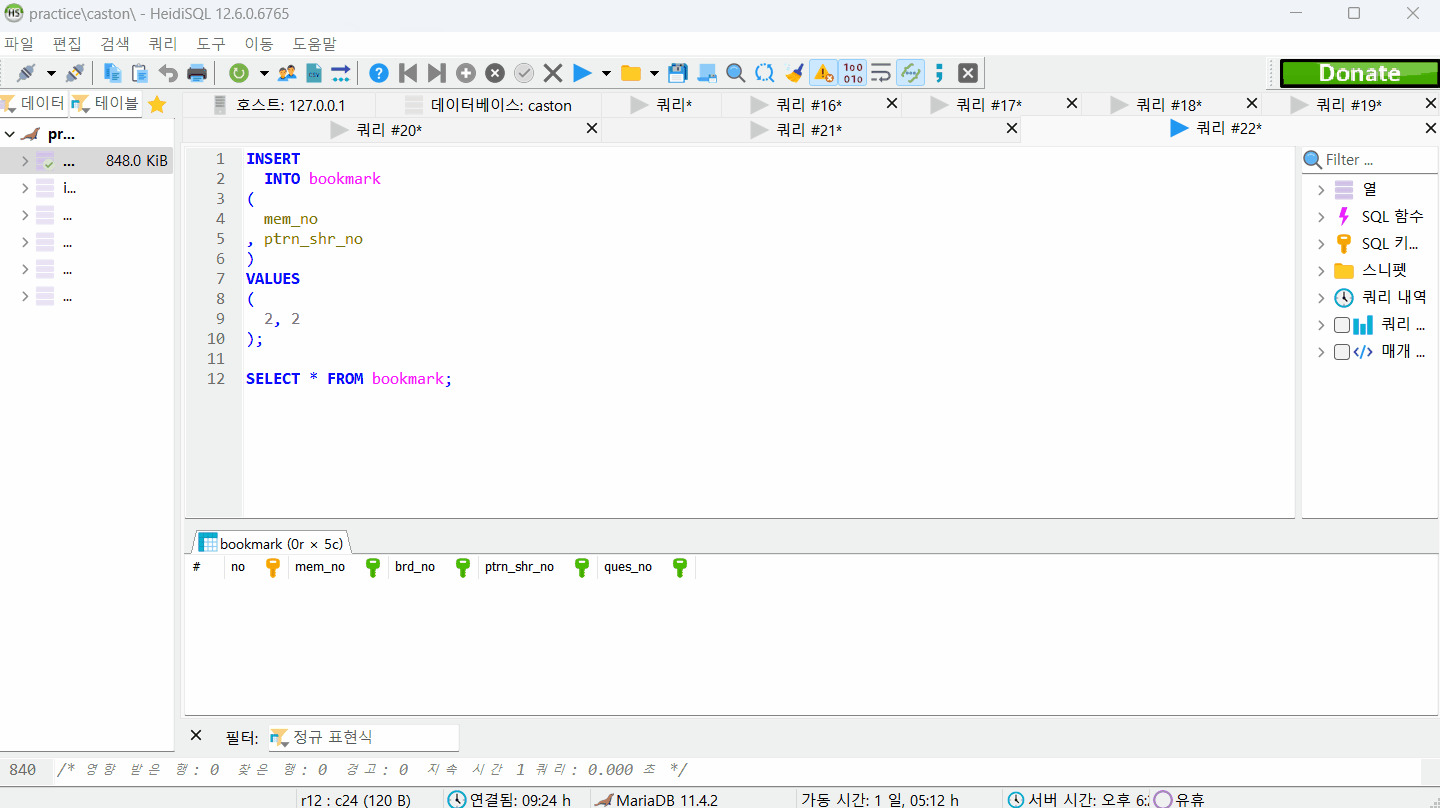 practice\caston\ - HeidiSQL 12.6.0.6765
파일 편집 검색 쿼리 도구 이동 도움말
Donate
데이터 테이블
호스트: 127.0.0.1 데이터베이스: caston 쿼리* 쿼리 #16* 쿼리 #17* 쿼리 #18* 쿼리 #19*
쿼리 #20* 쿼리 #21* 쿼리 #22*
pr...
... 848.0 KiB
i...
...
...
...
...
1 INSERT
2 INTO bookmark
3 (
4 mem_no
5 , ptrn_shr_no
6 )
7 VALUES
8 (
9 2, 2
10 );
11
12 SELECT * FROM bookmark;
Filter ...
열
SQL 함수
SQL 키...
스니펫
쿼리 내역
쿼리 ...
매개 ...
bookmark (0r × 5c)
# no mem_no brd_no ptrn_shr_no ques_no
필터: 정규 표현식
840 /* 영향 받은 행: 0 찾은 행: 0 경고: 0 지속 시간 1 쿼리: 0.000 초 */
r12 : c24 (120 B) 연결됨: 09:24 h MariaDB 11.4.2 가동 시간: 1 일, 05:12 h 서버 시간: 오후 6: 유휴